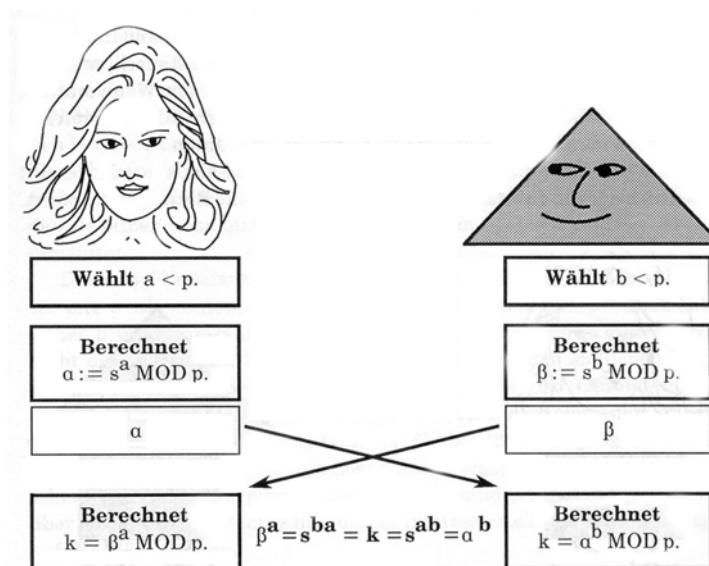 Wählt a < p.
Berechnet
α := s^a MOD p.
α
Berechnet
k = β^a MOD p.
β^a = s^ba = k = s^ab = α^b
Wählt b < p.
Berechnet
β := s^b MOD p.
β
Berechnet
k = α^b MOD p.